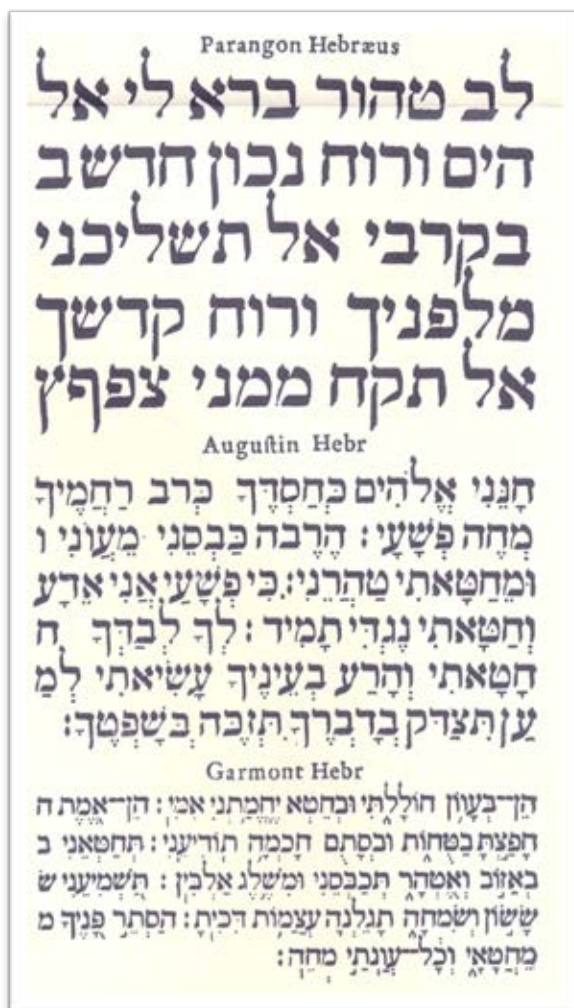 Parangon Hebræus
לב טהור ברא לי אל
הים ורוח נכון חדש ב
בקרבי אל תשליכני
מלפניך ורוח קדשך
אל תקח ממני צפףץ
Auguſtin Hebr
חָנֵּנִי אֱלֹהִים כְּחַסְדֶּךָ כְּרֹב רַחֲמֶיךָ
מְחֵה פְשָׁעָי׃ הֶרֶבה כַּבְּסֵנִי מֵעֲוֹנִי ו
וּמֵחַטָּאתִי טַהֲרֵנִי׃ כִּי פְשָׁעַי אֲנִי אֵדָע
וְחַטָּאתִי נֶגְדִּי תָמִיד׃ לְךָ לְבַדְּךָ ח
חָטָאתִי וְהָרַע בְּעֵינֶיךָ עָשִׂיאתִי לְמַ
עַן תִּצְדַּק בְּדָבְרֶךָ תִּזְכֶּה בְשָׁפְטֶךָ׃
Garmont Hebr
הֵן־בְּעָווֹן חוֹלָלְתִּי וּבְחֵטְא יֶחֱמַתְנִי אִמִּי׃ הֵן־אֱמֶת ח
חָפַצְתָּ בַטֻּחוֹת וּבְסָתֻם חָכְמָה תוֹדִיעֵנִי׃ תְּחַטְּאֵנִי ב
בְאֵזוֹב וְאֶטְהָר תְּכַבְּסֵנִי וּמִשֶּׁלֶג אַלְבִּין׃ תַּשְׁמִיעֵנִי שׂ
שָׂשׂוֹן וְשִׂמְחָה תָּגֵלְנָה עֲצָמוֹת דִּכִּיתָ׃ הַסְתֵּר פָּנֶיךָ מ
מֵחֲטָאָי וְכָל־עֲוֹנֹתַי מְחֵה׃